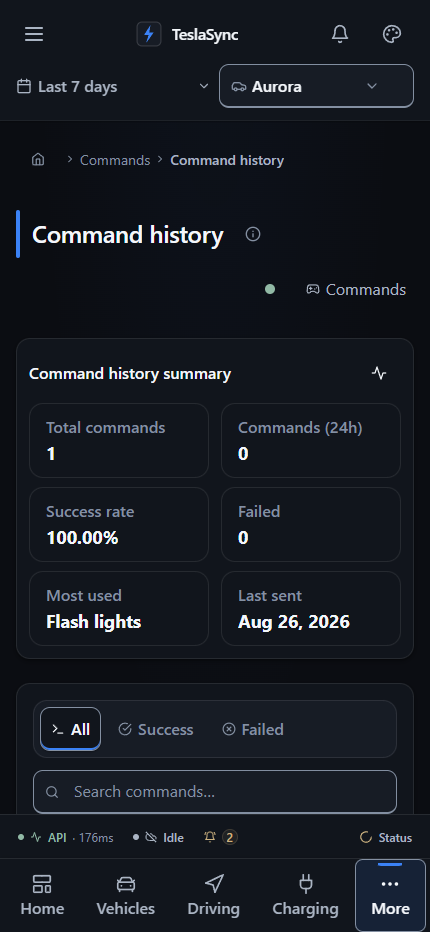 TeslaSync
Last 7 days
Aurora
Commands
Command history
Command history
Commands
Command history summary
Total commands
1
Commands (24h)
0
Success rate
100.00%
Failed
0
Most used
Flash lights
Last sent
Aug 26, 2026
All
Success
Failed
Search commands...
API · 176ms
Idle
2
Status
Home
Vehicles
Driving
Charging
More